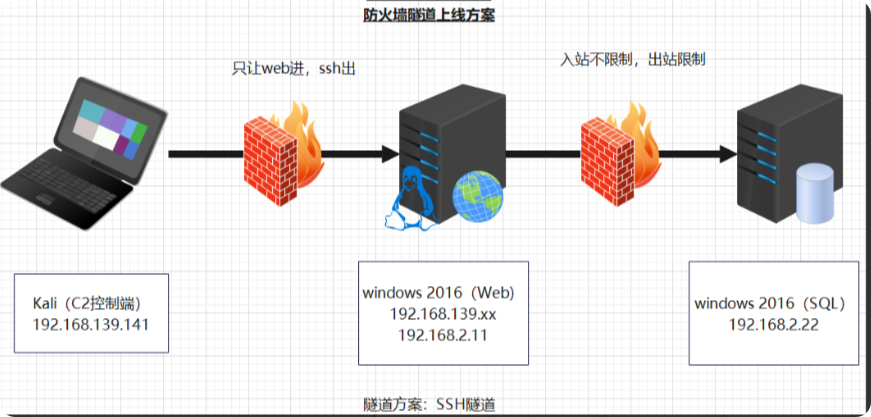 防火墙隧道上线方案
只让web进，ssh出
入站不限制，出站限制
Kali（C2控制端）
192.168.139.141
windows 2016（Web）
192.168.139.xx
192.168.2.11
windows 2016（SQL）
192.168.2.22
隧道方案：SSH隧道